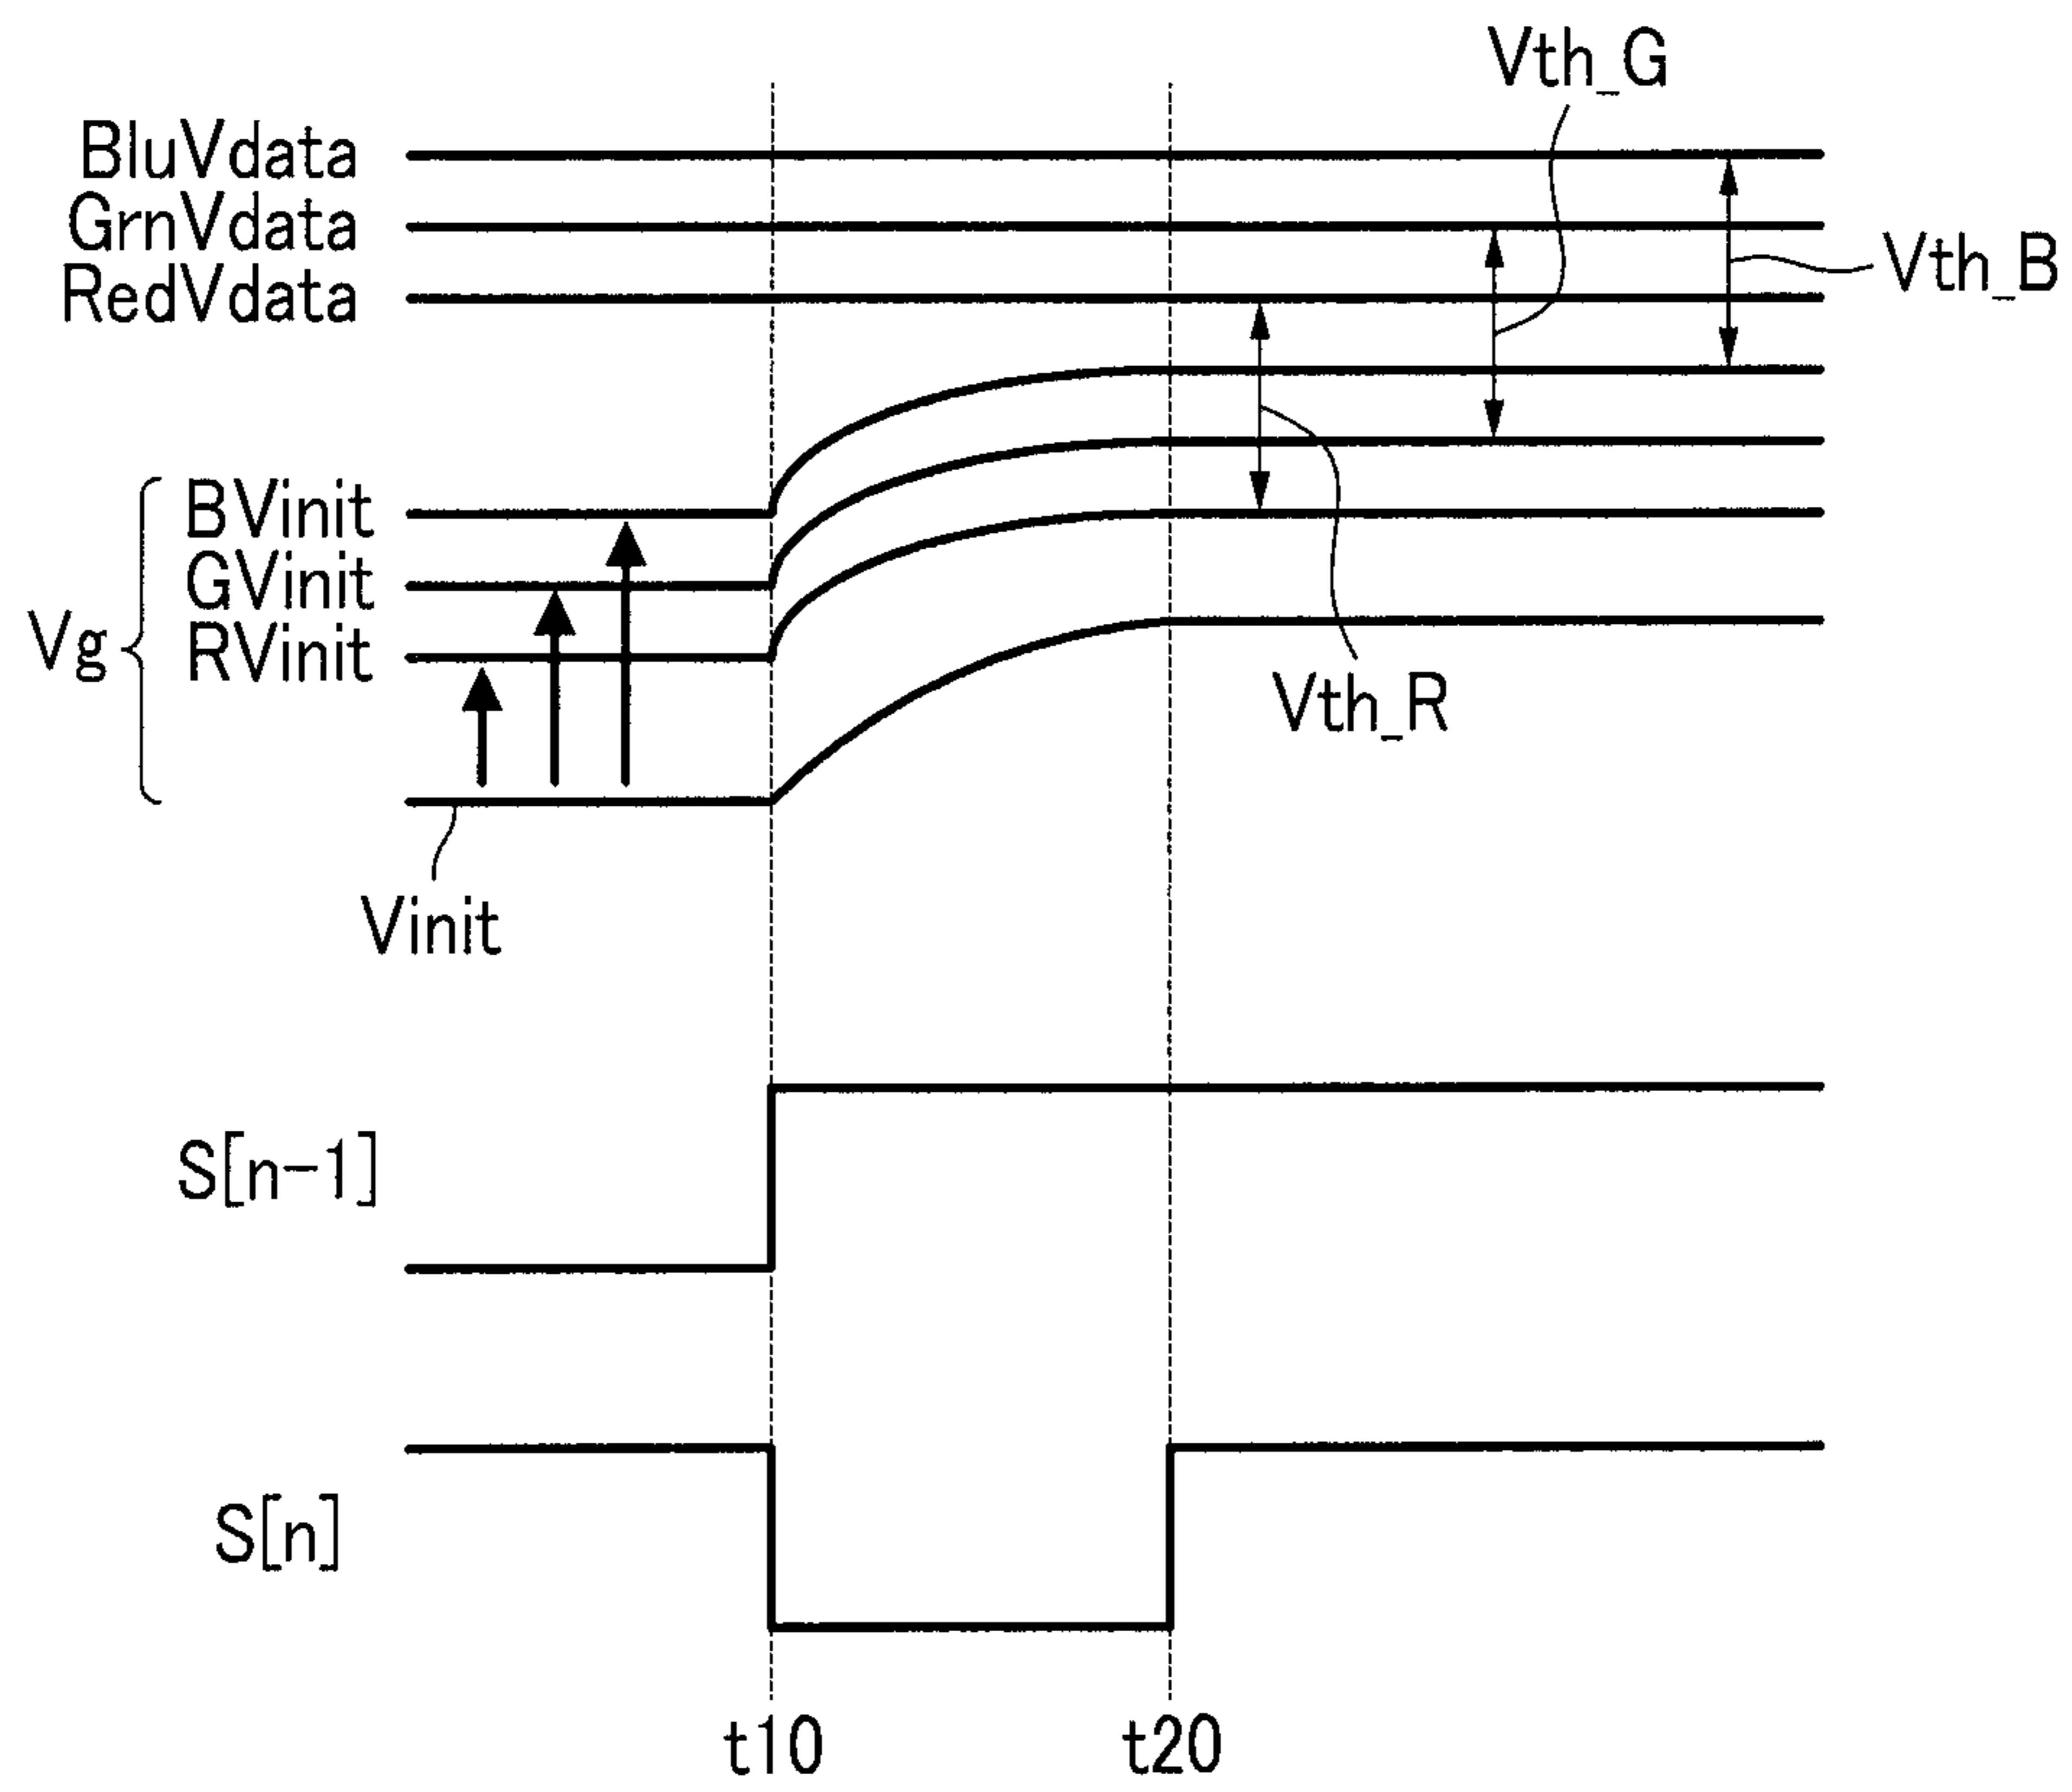 Vth_G
BluVdata
GrnVdata
Vth_B
RedVdata
BVinit
GVinit
Vg
RVinit
Vth_R
Vinit
S[n-1]
S[n]
t10
t20